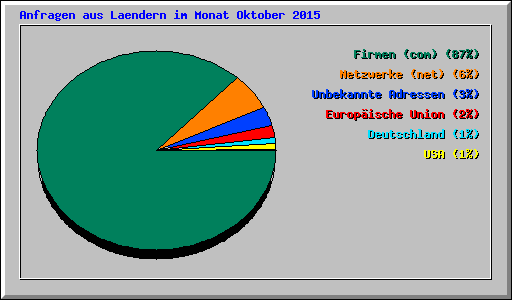 Anfragen aus Laendern im Monat Oktober 2015
Firmen (com) (87%)
Netzwerke (net) (6%)
Unbekannte Adressen (3%)
Europäische Union (2%)
Deutschland (1%)
USA (1%)